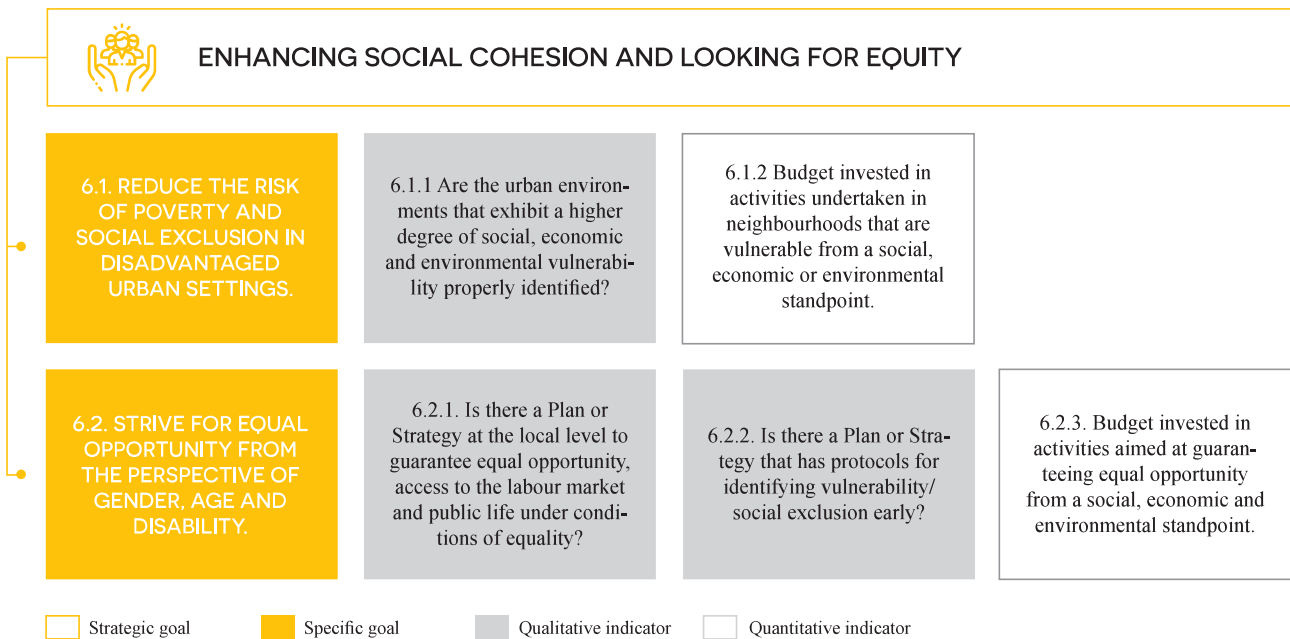 ENHANCING SOCIAL COHESION AND LOOKING FOR EQUITY
6.1. REDUCE THE RISK
OF POVERTY AND
SOCIAL EXCLUSION IN
DISADVANTAGED
URBAN SETTINGS.
6.1.1 Are the urban environ-
ments that exhibit a higher
degree of social, economic
and environmental vulnerabi-
lity properly identified?
6.1.2 Budget invested in
activities undertaken in
neighbourhoods that are
vulnerable from a social,
economic or environmental
standpoint.
6.2. STRIVE FOR EQUAL
OPPORTUNITY FROM
THE PERSPECTIVE OF
GENDER, AGE AND
DISABILITY.
6.2.1. Is there a Plan or
Strategy at the local level to
guarantee equal opportunity,
access to the labour market
and public life under condi-
tions of equality?
6.2.2. Is there a Plan or Stra-
tegy that has protocols for
identifying vulnerability/
social exclusion early?
6.2.3. Budget invested in
activities aimed at guaran-
teeing equal opportunity
from a social, economic and
environmental standpoint.
Strategic goal
Specific goal
Qualitative indicator
Quantitative indicator